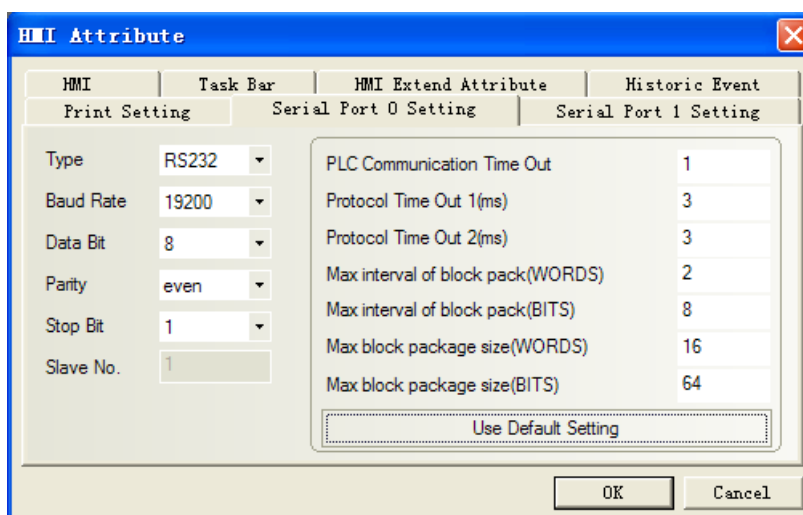 HMI Attribute
HMI Task Bar HMI Extend Attribute Historic Event
Print Setting Serial Port 0 Setting Serial Port 1 Setting
Type RS232
Baud Rate 19200
Data Bit 8
Parity even
Stop Bit 1
Slave No. 1
PLC Communication Time Out 1
Protocol Time Out 1(ms) 3
Protocol Time Out 2(ms) 3
Max interval of block pack(WORDS) 2
Max interval of block pack(BITS) 8
Max block package size(WORDS) 16
Max block package size(BITS) 64
Use Default Setting
OK Cancel